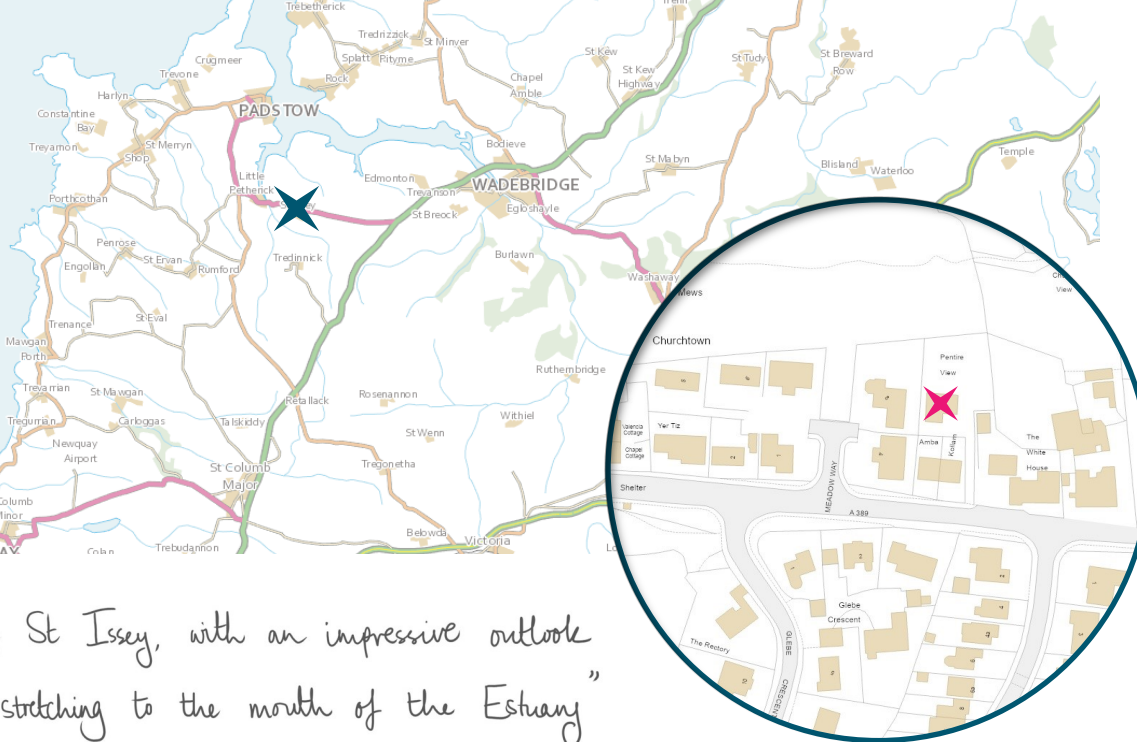 Trebetherick
Tredrizzick
St Minver
Crugmeer
Splatt
Rityme
Trevone
Rock
Chapel
Amble
St Kew
St Kew
Highway
St Tudy
St Breward
Row
Harlyn
PADSTOW
Constantine
Bay
Treyarnon
St Merryn
Shop
Bodieve
St Mabyn
Blisland
Waterloo
Temple
Little
Petherick
Edmonton
Trevanson
WADEBRIDGE
Porthcothan
St Breock
Egloshayle
Penrose
Engollan
St Ervan
Rumford
Tredinnick
Burlawn
Washaway
Trenance
St Eval
Mawgan
Porth
Ruthernbridge
Trevarrian
Tregurrian
St Mawgan
Carloggas
Retallack
Rosenannon
Talskiddy
St Wenn
Withiel
Newquay
Airport
St Columb
Major
Tregonetha
Columb
Minor
AY
Colan
Trebudannon
Belowda
Victoria
Mews
View
Churchtown
Pentire
View
Valencia
Cottage
Chapel
Cottage
Yer Tiz
2
1
Amba
Kollam
The
White
House
Shelter
MEADOW WAY
A 389
Glebe
Crescent
The Rectory
GLEBE
CRESCENT
St Issey, with an impressive outlook
stretching to the mouth of the Estuary”